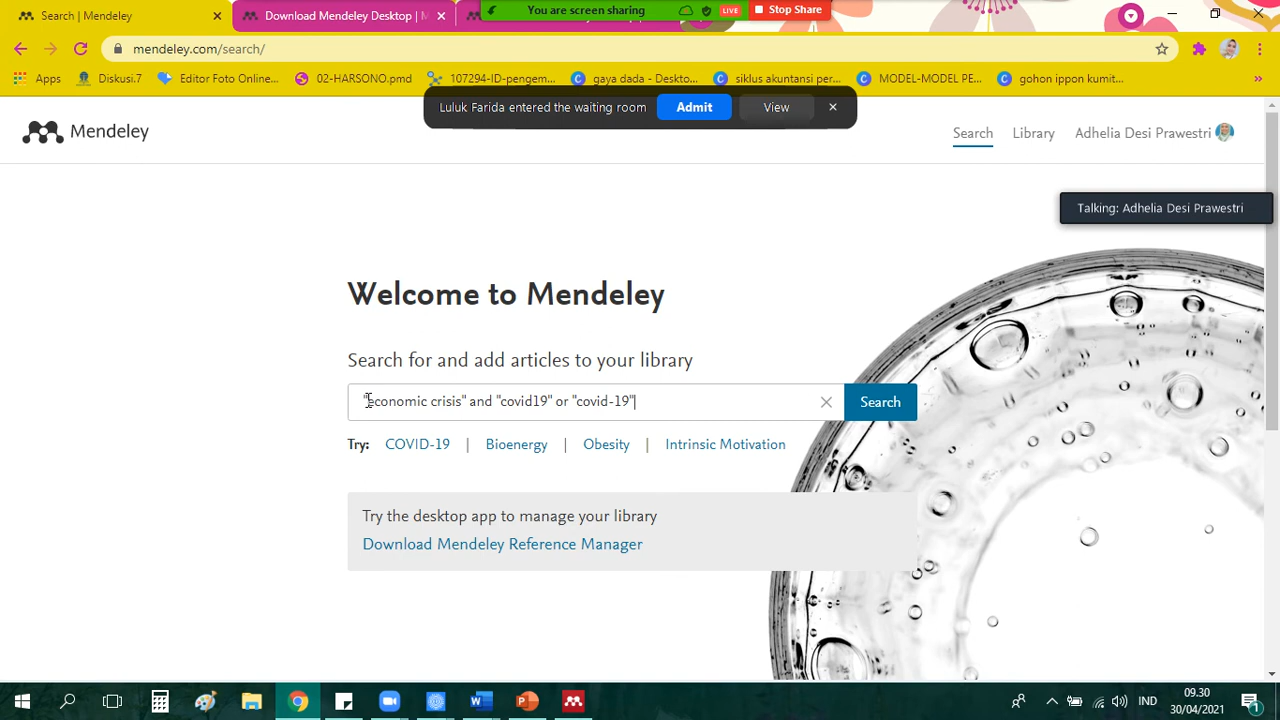 Search | Mendeley
Download Mendeley Desktop | M
You are screen sharing
LIVE
Stop Share
mendeley.com/search/
Apps
Diskusi.7
Editor Foto Online...
02-HARSONO.pmd
107294-ID-pengem...
gaya dada - Deskto...
siklus akuntansi per...
MODEL-MODEL PE...
gohon ippon kumit...
Luluk Farida entered the waiting room
Admit
View
Mendeley
Search
Library
Adhelia Desi Prawestri
Talking: Adhelia Desi Prawestri
Welcome to Mendeley
Search for and add articles to your library
"economic crisis" and "covid19" or "covid-19"
Search
Try: COVID-19 | Bioenergy | Obesity | Intrinsic Motivation
Try the desktop app to manage your library
Download Mendeley Reference Manager
IND
09.30
30/04/2021
1